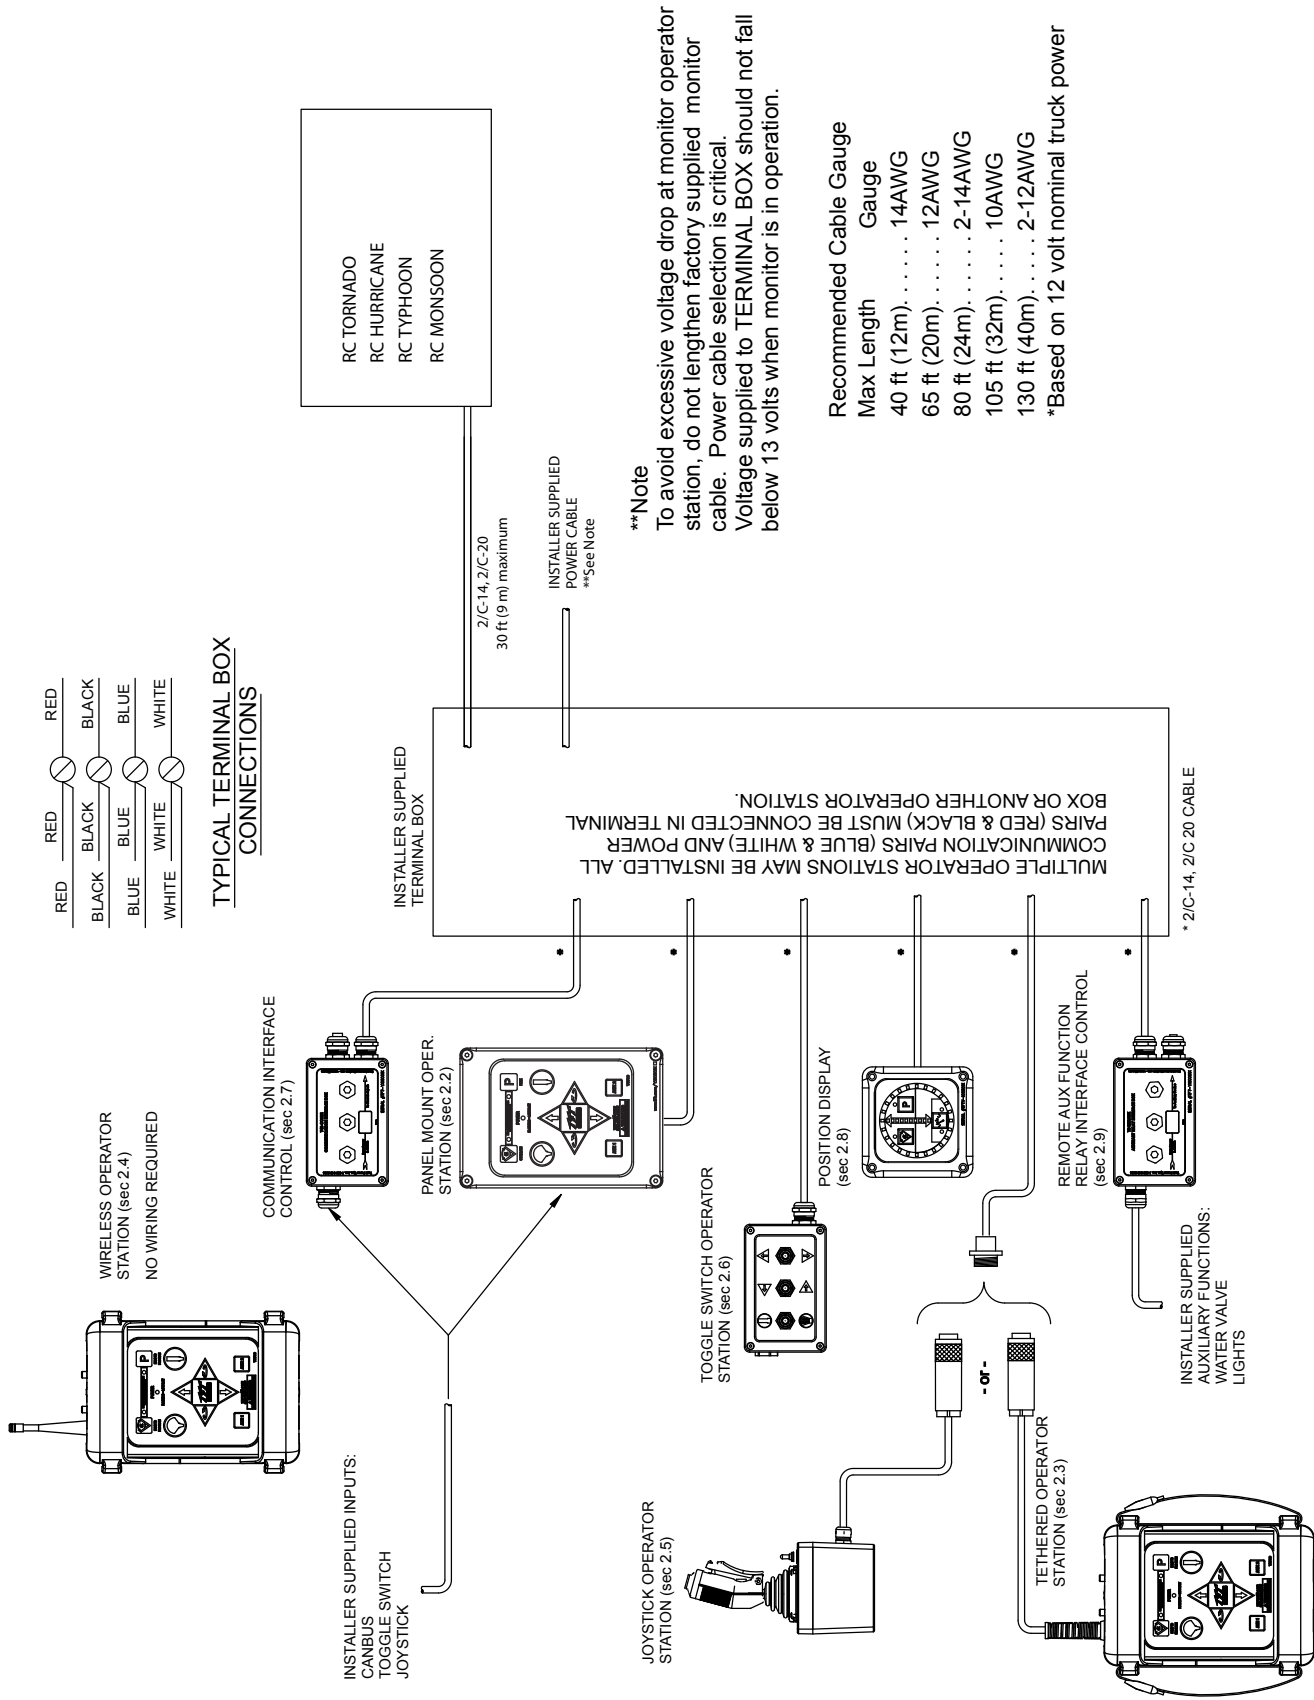 WIRELESS OPERATOR
STATION (sec 2.4)
NO WIRING REQUIRED
RED
RED
RED
BLACK
BLACK
BLACK
BLUE
BLUE
BLUE
WHITE
WHITE
WHITE
TYPICAL TERMINAL BOX
CONNECTIONS
COMMUNICATION INTERFACE
CONTROL (sec 2.7)
INSTALLER SUPPLIED INPUTS:
CANBUS
TOGGLE SWITCH
JOYSTICK
PANEL MOUNT OPER.
STATION (sec 2.2)
P
INSTALLER SUPPLIED
TERMINAL BOX
RC TORNADO
RC HURRICANE
RC TYPHOON
RC MONSOON
2/C-14, 2/C-20
30 ft (9 m) maximum
INSTALLER SUPPLIED
POWER CABLE
**See Note
MULTIPLE OPERATOR STATIONS MAY BE INSTALLED. ALL
COMMUNICATION PAIRS (BLUE & WHITE) AND POWER
PAIRS (RED & BLACK) MUST BE CONNECTED IN TERMINAL
BOX OR ANOTHER OPERATOR STATION.
*
*
*
*
* 2/C-14, 2/C 20 CABLE
JOYSTICK OPERATOR
STATION (sec 2.5)
TOGGLE SWITCH OPERATOR
STATION (sec 2.6)
POSITION DISPLAY
(sec 2.8)
P
- or -
TETHERED OPERATOR
STATION (sec 2.3)
P
REMOTE AUX FUNCTION
RELAY INTERFACE CONTROL
(sec 2.9)
INSTALLER SUPPLIED
AUXILIARY FUNCTIONS:
WATER VALVE
LIGHTS
**Note
To avoid excessive voltage drop at monitor operator
station, do not lengthen factory supplied monitor
cable. Power cable selection is critical.
Voltage supplied to TERMINAL BOX should not fall
below 13 volts when monitor is in operation.
Recommended Cable Gauge
Max Length Gauge
40 ft (12m). . . . . . 14AWG
65 ft (20m). . . . . . 12AWG
80 ft (24m). . . . . . 2-14AWG
105 ft (32m). . . . . 10AWG
130 ft (40m). . . . . 2-12AWG
*Based on 12 volt nominal truck power